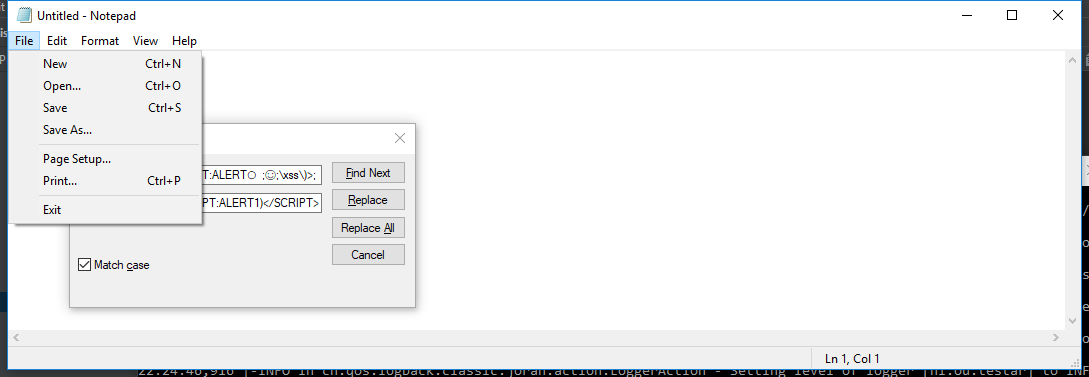 Untitled - Notepad
File Edit Format View Help
New Ctrl+N
Open... Ctrl+O
Save Ctrl+S
Save As...
Page Setup...
Print... Ctrl+P
Exit
T:ALERT○ ;☺;\xss\)>;
PT:ALERT1)</SCRIPT>
Find Next
Replace
Replace All
Cancel
Match case
Ln 1, Col 1
22:24:46,916 |-INFO in ch.qos.logback.classic.joran.action.LoggerAction - Setting level of logger [nl.ou.testar] to INF